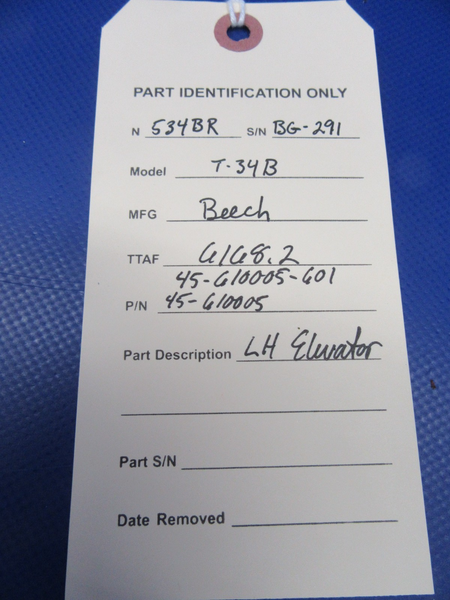 PART IDENTIFICATION ONLY
N 534BR S/N BG-291
Model T-34B
MFG Beech
TTAF 6168.2
45-610005-601
P/N 45-610005
Part Description LH Elevator
Part S/N
Date Removed